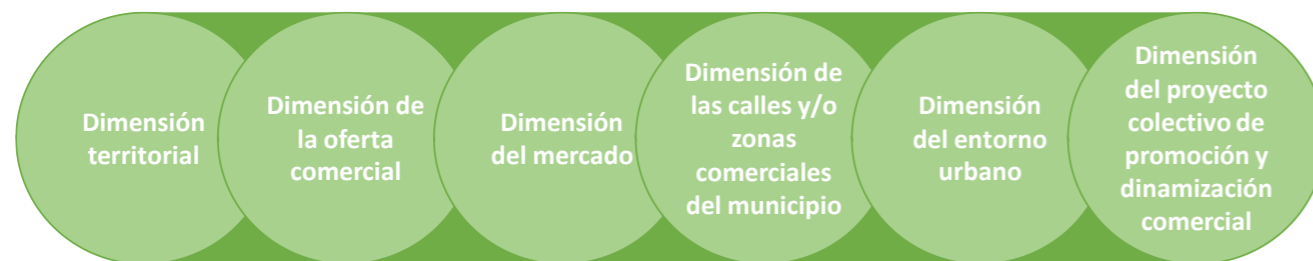 Dimensión
territorial
Dimensión de
la oferta
comercial
Dimensión
del mercado
Dimensión de
las calles y/o
zonas
comerciales
del municipio
Dimensión
del entorno
urbano
Dimensión
del proyecto
colectivo de
promoción y
dinamización
comercial